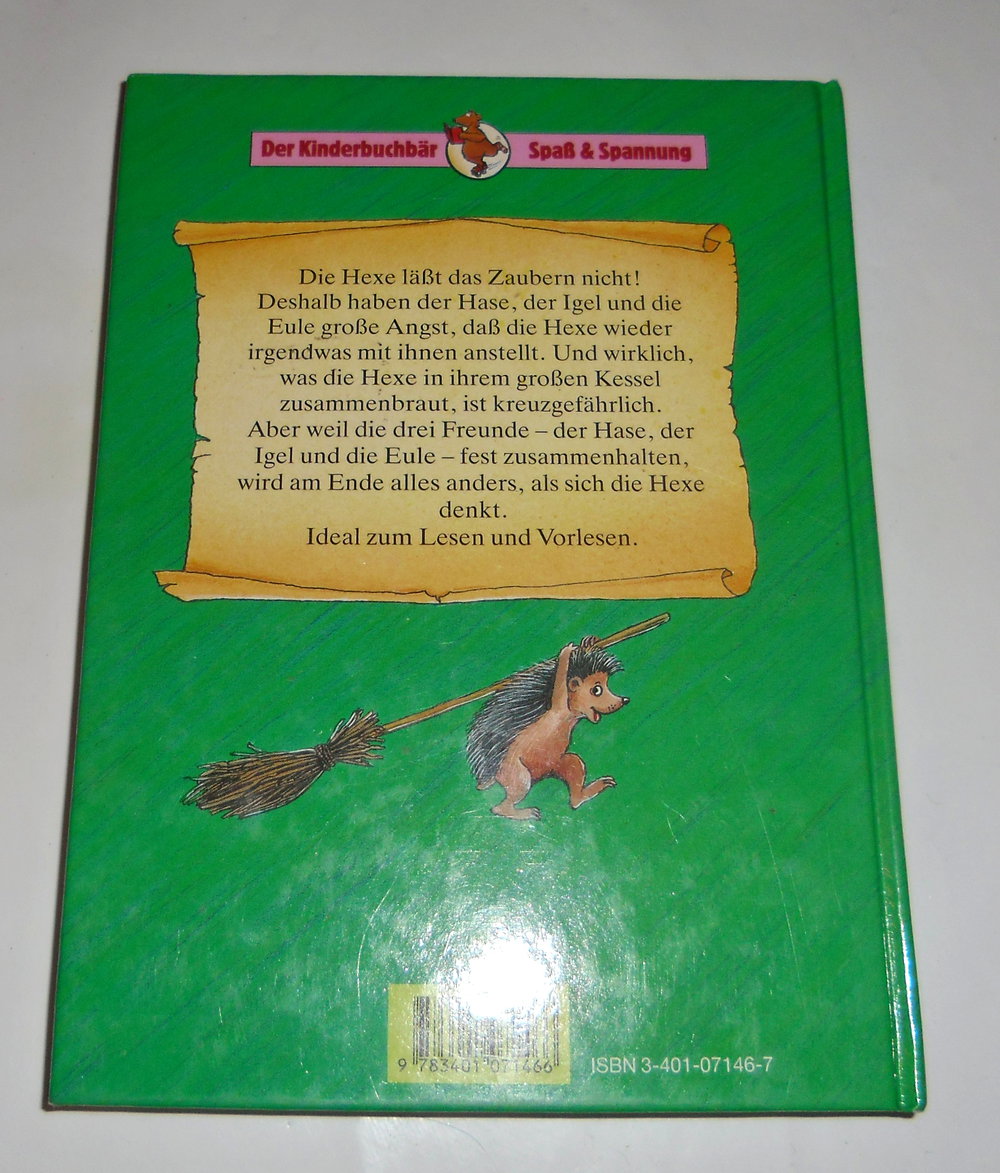 Der Kinderbuchbär Spaß & Spannung
Die Hexe läßt das Zaubern nicht!
Deshalb haben der Hase, der Igel und die
Eule große Angst, daß die Hexe wieder
irgendwas mit ihnen anstellt. Und wirklich,
was die Hexe in ihrem großen Kessel
zusammenbraut, ist kreuzgefährlich.
Aber weil die drei Freunde – der Hase, der
Igel und die Eule – fest zusammenhalten,
wird am Ende alles anders, als sich die Hexe
denkt.
Ideal zum Lesen und Vorlesen.
9 783401 071466
ISBN 3-401-07146-7